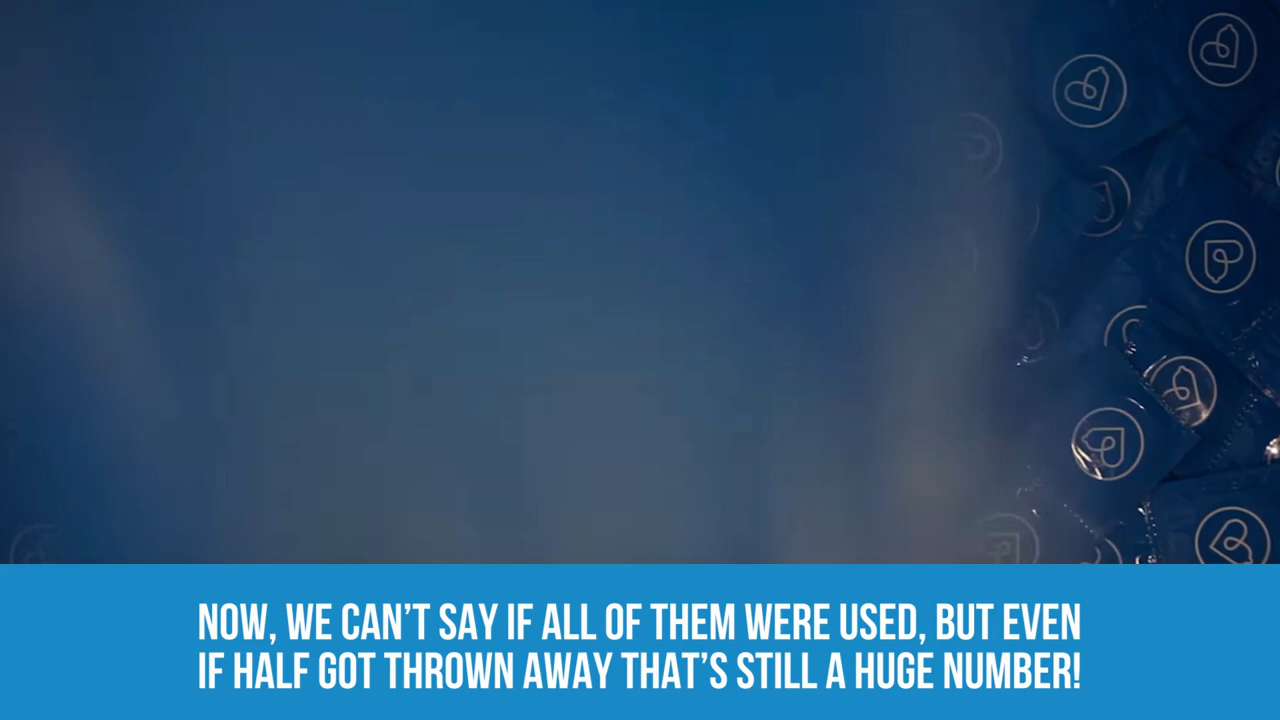 NOW, WE CAN’T SAY IF ALL OF THEM WERE USED, BUT EVEN
IF HALF GOT THROWN AWAY THAT’S STILL A HUGE NUMBER!